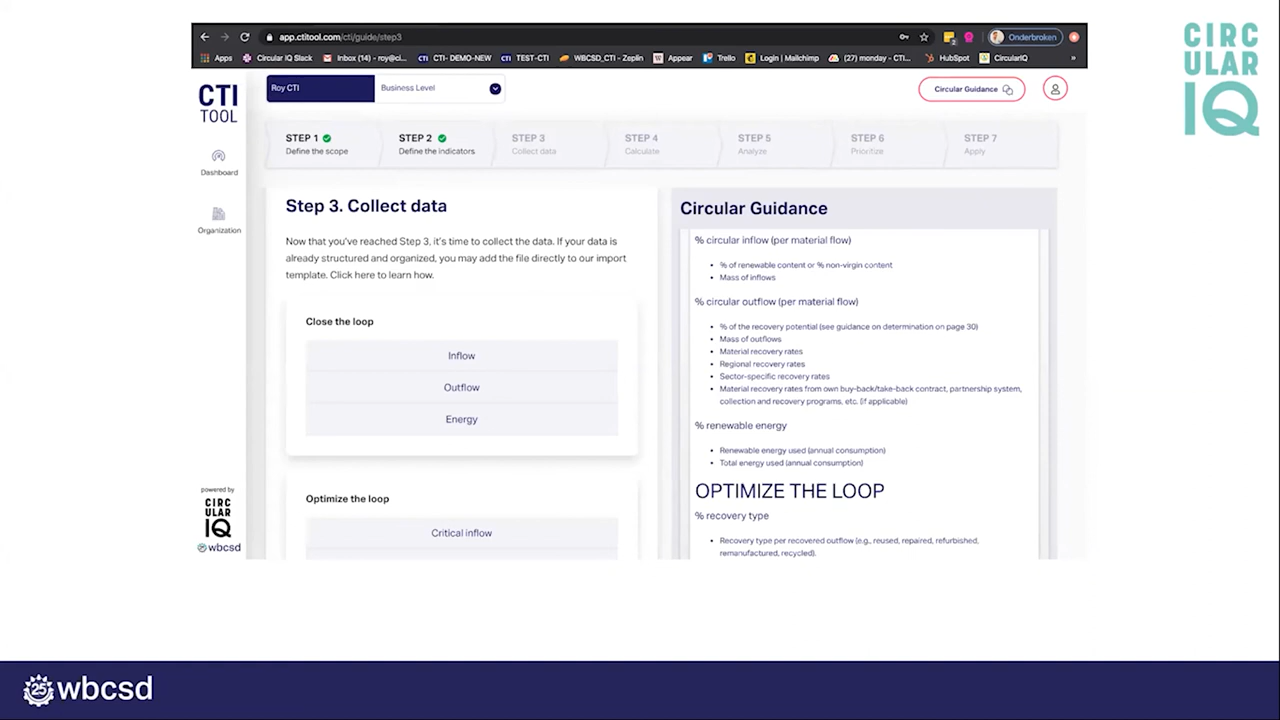 app.ctitool.com/cti/guide/step3
Onderbroken
Apps
Circular IQ Slack
Inbox (14) - roy@ci...
CTI CTI- DEMO-NEW
CTI TEST-CTI
WBCSD_CTI – Zeplin
Appear
Trello
Login | Mailchimp
(27) monday - CTI...
HubSpot
CircularIQ
»
CIRC
ULAR
IQ
CTI
TOOL
Roy CTI
Business Level
Circular Guidance
Dashboard
Organization
STEP 1
Define the scope
STEP 2
Define the indicators
STEP 3
Collect data
STEP 4
Calculate
STEP 5
Analyze
STEP 6
Prioritize
STEP 7
Apply
Step 3. Collect data
Now that you've reached Step 3, it's time to collect the data. If your data is
already structured and organized, you may add the file directly to our import
template. Click here to learn how.
Close the loop
Inflow
Outflow
Energy
Optimize the loop
Critical inflow
Circular Guidance
% circular inflow (per material flow)
• % of renewable content or % non-virgin content
• Mass of inflows
% circular outflow (per material flow)
• % of the recovery potential (see guidance on determination on page 30)
• Mass of outflows
• Material recovery rates
• Regional recovery rates
• Sector-specific recovery rates
• Material recovery rates from own buy-back/take-back contract, partnership system,
collection and recovery programs, etc. (if applicable)
% renewable energy
• Renewable energy used (annual consumption)
• Total energy used (annual consumption)
OPTIMIZE THE LOOP
% recovery type
• Recovery type per recovered outflow (e.g., reused, repaired, refurbished,
remanufactured, recycled).
powered by
CIRC
ULAR
IQ
wbcsd
25 wbcsd